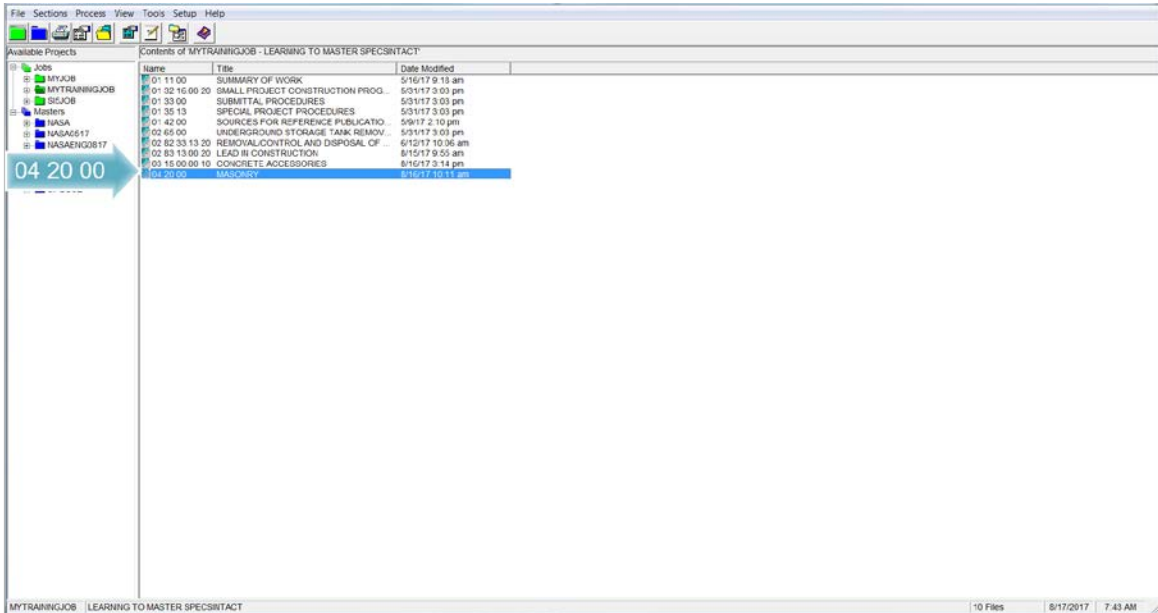 File Sections Process View Tools Setup Help
Available Projects
Contents of 'MYTRAININGJOB - LEARNING TO MASTER SPECSINTACT'
Jobs
MYJOB
MYTRAININGJOB
SI5JOB
Masters
NASA
NASA0517
NASAENG0817
04 20 00
Name Title Date Modified
01 11 00 SUMMARY OF WORK 5/16/17 9:18 am
01 32 16.00 20 SMALL PROJECT CONSTRUCTION PROG... 5/31/17 3:03 pm
01 33 00 SUBMITTAL PROCEDURES 5/31/17 3:03 pm
01 35 13 SPECIAL PROJECT PROCEDURES 5/31/17 3:03 pm
01 42 00 SOURCES FOR REFERENCE PUBLICATIO... 5/9/17 2:10 pm
02 65 00 UNDERGROUND STORAGE TANK REMOV... 5/31/17 3:03 pm
02 82 33.13 20 REMOVAL/CONTROL AND DISPOSAL OF ... 6/12/17 10:06 am
02 83 13.00 20 LEAD IN CONSTRUCTION 8/15/17 9:55 am
03 15 00.00 10 CONCRETE ACCESSORIES 8/16/17 3:14 pm
04 20 00 MASONRY 8/16/17 10:11 am
MYTRAININGJOB LEARNING TO MASTER SPECSINTACT 10 Files 8/17/2017 7:43 AM